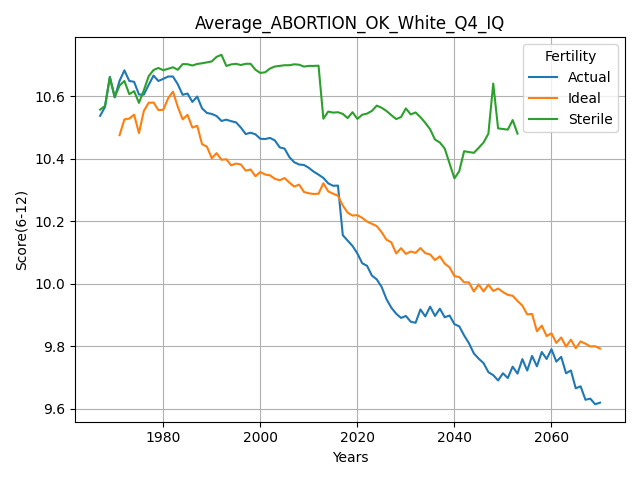 Average_ABORTION_OK_White_Q4_IQ
Fertility
Actual
Ideal
Sterile
Score(6-12)
10.6
10.4
10.2
10.0
9.8
9.6
1980
2000
2020
2040
2060
Years